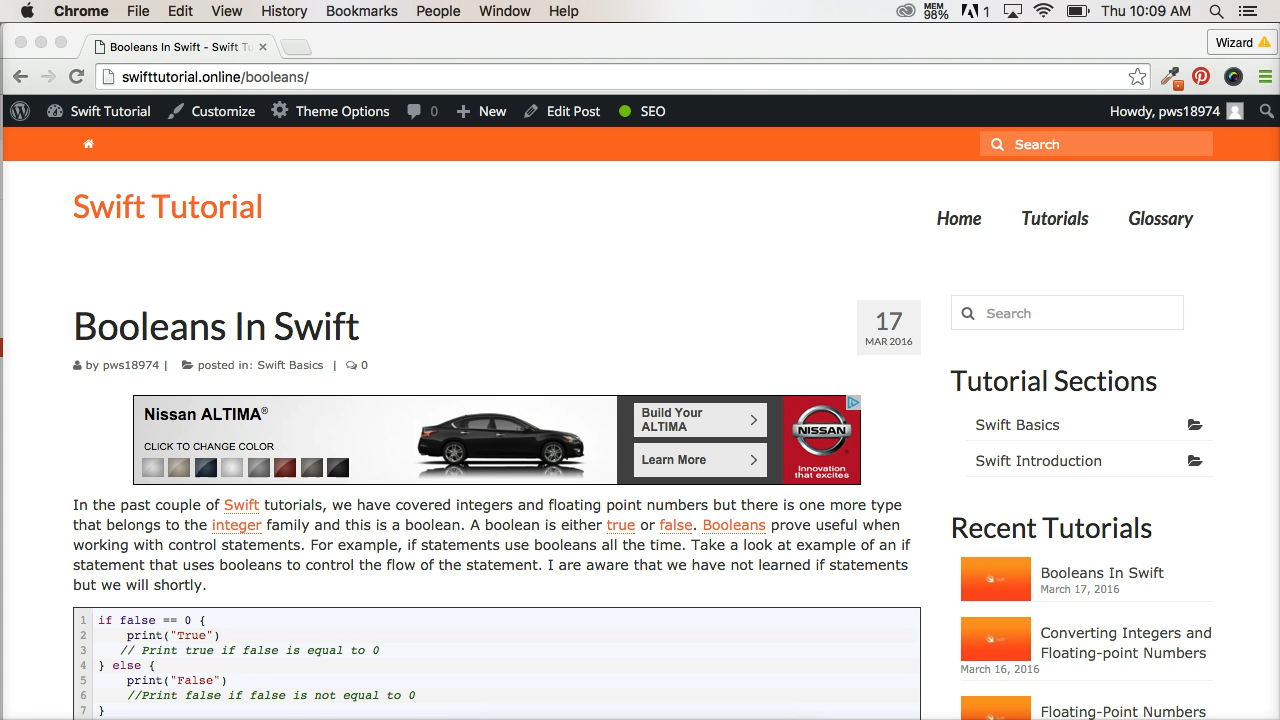 Chrome File Edit View History Bookmarks People Window Help MEM 98% 1 Thu 10:09 AM
Booleans In Swift - Swift Tu
Wizard
swifttutorial.online/booleans/
Swift Tutorial Customize Theme Options 0 New Edit Post SEO Howdy, pws18974
Search
Swift Tutorial
Home Tutorials Glossary
Booleans In Swift
17
MAR 2016
by pws18974 | posted in: Swift Basics | 0
Nissan ALTIMA®
CLICK TO CHANGE COLOR
Build Your
ALTIMA
Learn More
NISSAN
Innovation
that excites
In the past couple of Swift tutorials, we have covered integers and floating point numbers but there is one more type
that belongs to the integer family and this is a boolean. A boolean is either true or false. Booleans prove useful when
working with control statements. For example, if statements use booleans all the time. Take a look at example of an if
statement that uses booleans to control the flow of the statement. I are aware that we have not learned if statements
but we will shortly.
1 if false == 0 {
2 print("True")
3 // Print true if false is equal to 0
4 } else {
5 print("False")
6 //Print false if false is not equal to 0
7 }
Search
Tutorial Sections
Swift Basics
Swift Introduction
Recent Tutorials
Booleans In Swift
March 17, 2016
Converting Integers and
Floating-point Numbers
March 16, 2016
Floating-Point Numbers